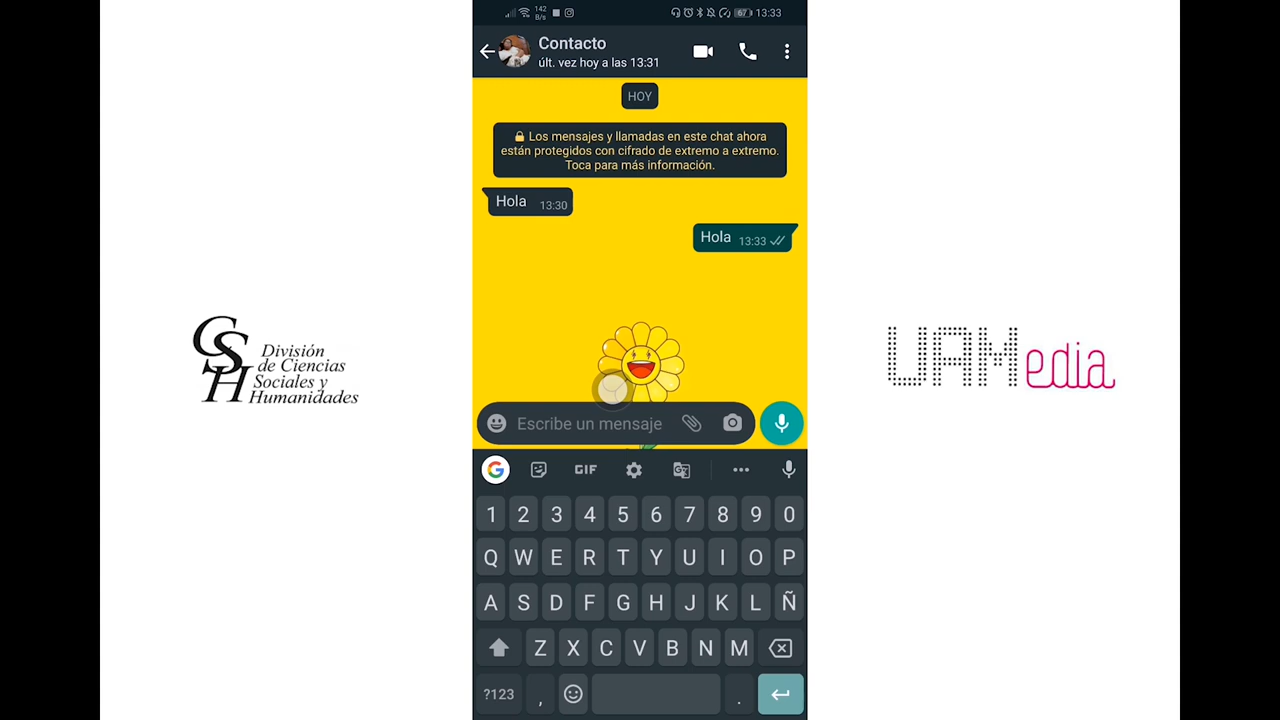 142
B/s
67
13:33
Contacto
últ. vez hoy a las 13:31
HOY
Los mensajes y llamadas en este chat ahora
están protegidos con cifrado de extremo a extremo.
Toca para más información.
Hola 13:30
Hola 13:33
Escribe un mensaje
G GIF
1 2 3 4 5 6 7 8 9 0
Q W E R T Y U I O P
A S D F G H J K L Ñ
Z X C V B N M
?123 , .
CSH
División
de Ciencias
Sociales y
Humanidades
UAMedia